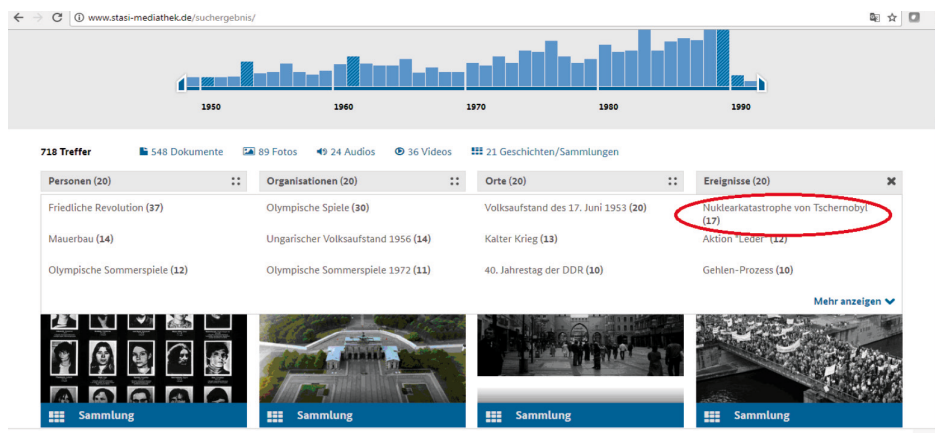 www.stasi-mediathek.de/suchergebnis/
1950 1960 1970 1980 1990
718 Treffer 548 Dokumente 89 Fotos 24 Audios 36 Videos 21 Geschichten/Sammlungen
Personen (20) Organisationen (20) Orte (20) Ereignisse (20)
Friedliche Revolution (37) Olympische Spiele (30) Volksaufstand des 17. Juni 1953 (20) Nuklearkatastrophe von Tschernobyl
(17)
Mauerbau (14) Ungarischer Volksaufstand 1956 (14) Kalter Krieg (13) Aktion "Leder" (12)
Olympische Sommerspiele (12) Olympische Sommerspiele 1972 (11) 40. Jahrestag der DDR (10) Gehlen-Prozess (10)
Mehr anzeigen
Sammlung Sammlung Sammlung Sammlung